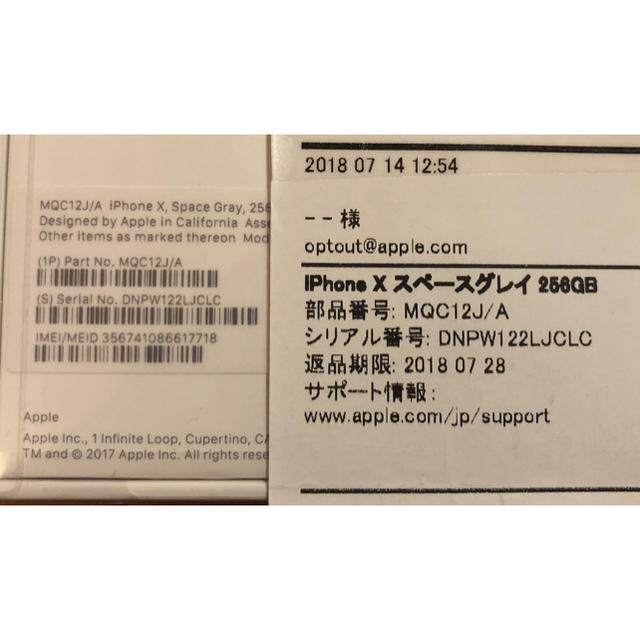 MQC12J/A iPhone X, Space Gray, 256
Designed by Apple in California Asse
Other items as marked thereon Mod
(1P) Part No. MQC12J/A
(S) Serial No. DNPW122LJCLC
IMEI/MEID 356741086617718
Apple
Apple Inc., 1 Infinite Loop, Cupertino, CA
TM and © 2017 Apple Inc. All rights rese
2018 07 14 12:54
-- 様
optout@apple.com
iPhone X スペースグレイ 256GB
部品番号: MQC12J/A
シリアル番号: DNPW122LJCLC
返品期限: 2018 07 28
サポート情報:
www.apple.com/jp/support